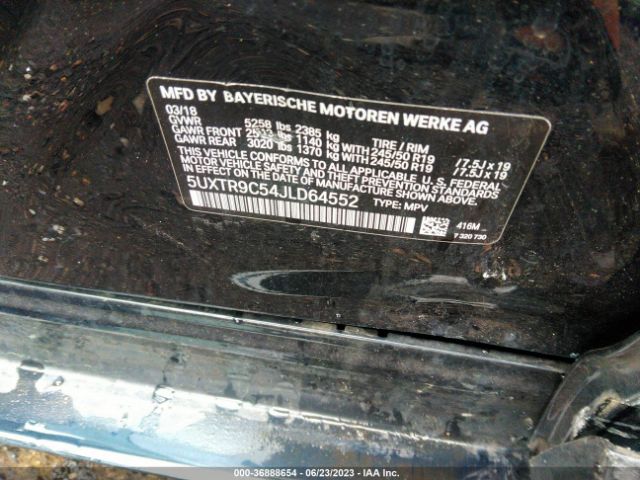 MFD BY BAYERISCHE MOTOREN WERKE AG
03/18
GVWR 5258 lbs 2385 kg TIRE / RIM
GAWR FRONT 2513 lbs 1140 kg WITH 245/50 R19 / 7.5J x 19
GAWR REAR 3020 lbs 1370 kg WITH 245/50 R19 / 7.5J x 19
THIS VEHICLE CONFORMS TO ALL APPLICABLE U.S. FEDERAL
MOTOR VEHICLE SAFETY AND THEFT PREVENTION STANDARDS
IN EFFECT ON THE DATE OF MANUFACTURE SHOWN ABOVE.
5UXTR9C54JLD64552 TYPE: MPV
416M
7 320 730
000-36888654 - 06/23/2023 - IAA Inc.